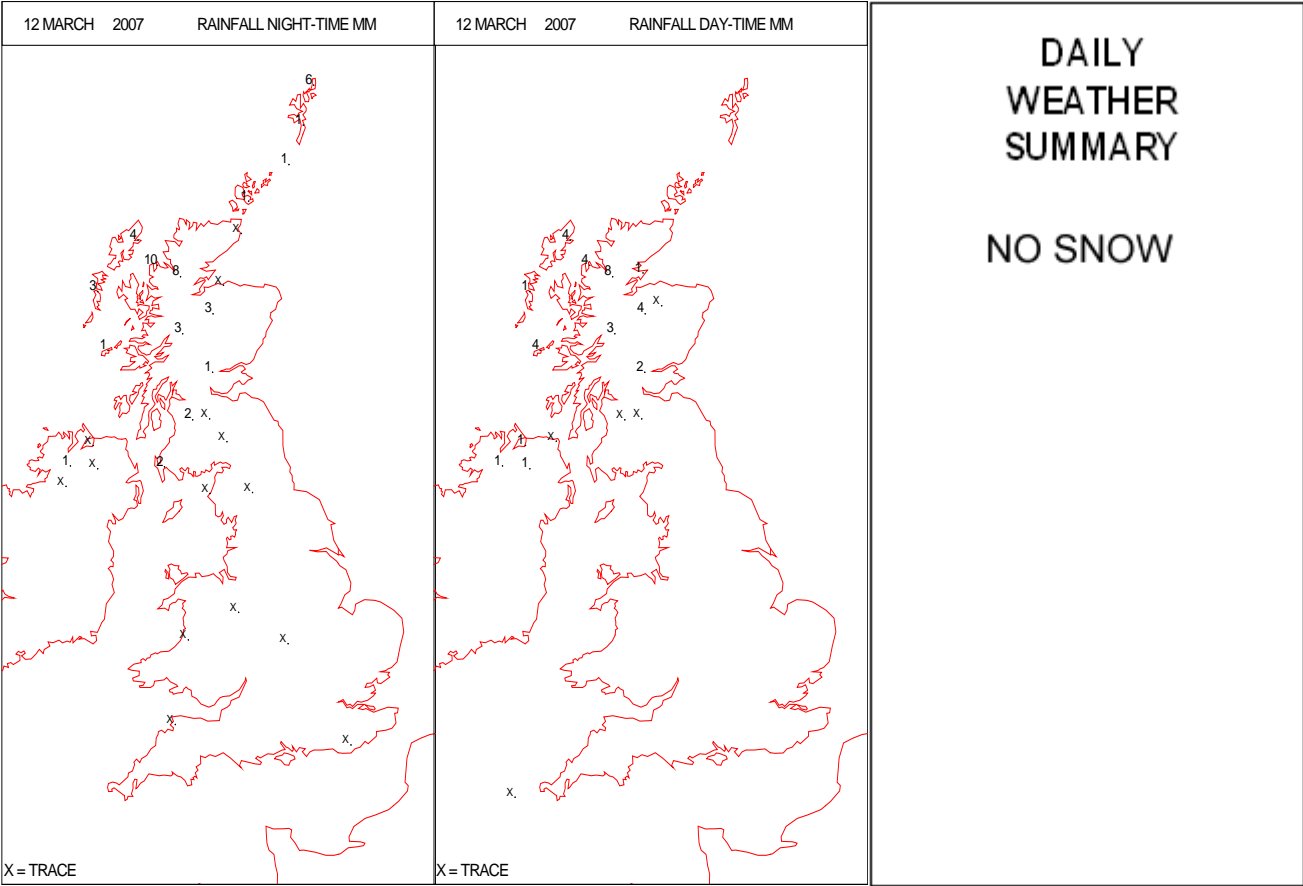 12 MARCH 2007 RAINFALL NIGHT-TIME MM
6
1
1
1
X
4
10
8
3
X
3
3
1
1
2 X
X
X
1 X
2
X
X X
X
X X
X
X
X = TRACE
12 MARCH 2007 RAINFALL DAY-TIME MM
4
4
8 1
1
X
4
3
4
2
X X
1 X
1 1
X
X = TRACE
DAILY
WEATHER
SUMMARY
NO SNOW